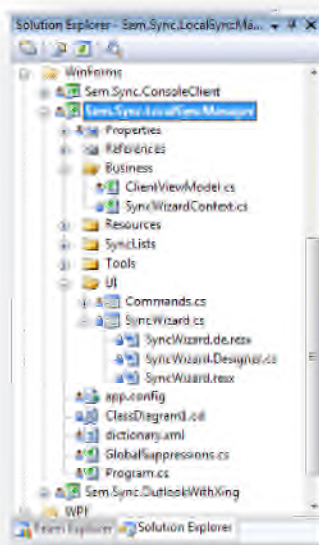 Solution Explorer - Sem.Sync.LocalSyncMa...
WinForms
Sem.Sync.ConsoleClient
Sem.Sync.LocalSyncManager
Properties
References
Business
ClientViewModel.cs
SyncWizardContext.cs
Resources
SyncLists
Tools
UI
Commands.cs
SyncWizard.cs
SyncWizard.de.resx
SyncWizard.Designer.cs
SyncWizard.resx
app.config
ClassDiagram1.cd
dictionary.xml
GlobalSuppressions.cs
Program.cs
Sem.Sync.OutlookWithXing
WPF
Team Explorer Solution Explorer